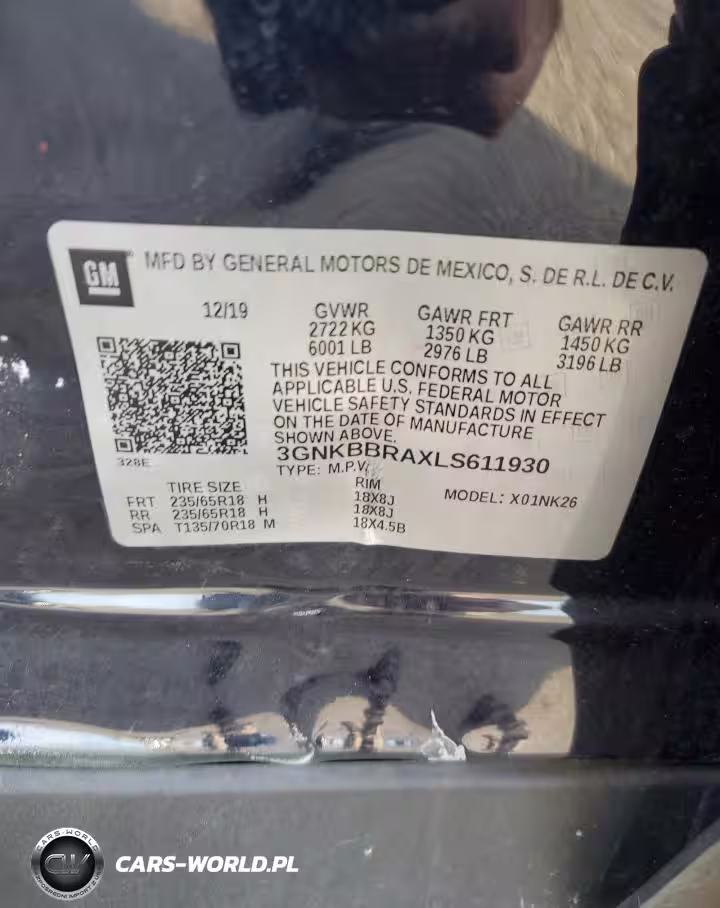 GM
MFD BY GENERAL MOTORS DE MEXICO, S. DE R.L. DE C.V.
12/19
GVWR
2722 KG
6001 LB
GAWR FRT
1350 KG
2976 LB
GAWR RR
1450 KG
3196 LB
THIS VEHICLE CONFORMS TO ALL
APPLICABLE U.S. FEDERAL MOTOR
VEHICLE SAFETY STANDARDS IN EFFECT
ON THE DATE OF MANUFACTURE
SHOWN ABOVE.
328E
3GNKBBRAXLS611930
TYPE: M.P.V.
MODEL: X01NK26
TIRE SIZE RIM
FRT 235/65R18 H 18X8J
RR 235/65R18 H 18X8J
SPA T135/70R18 M 18X4.5B
CARS-WORLD
CW
CARS-WORLD.PL